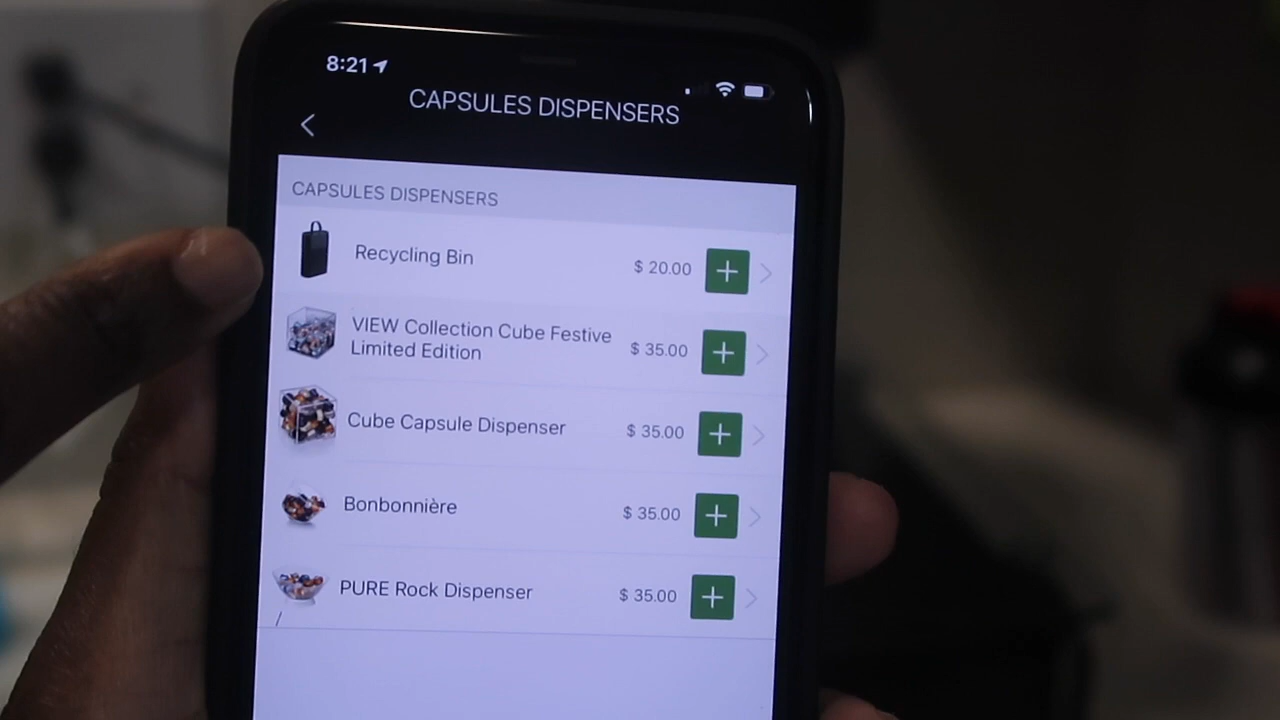 8:21
CAPSULES DISPENSERS
CAPSULES DISPENSERS
Recycling Bin $ 20.00
VIEW Collection Cube Festive
Limited Edition $ 35.00
Cube Capsule Dispenser $ 35.00
Bonbonnière $ 35.00
PURE Rock Dispenser $ 35.00
/